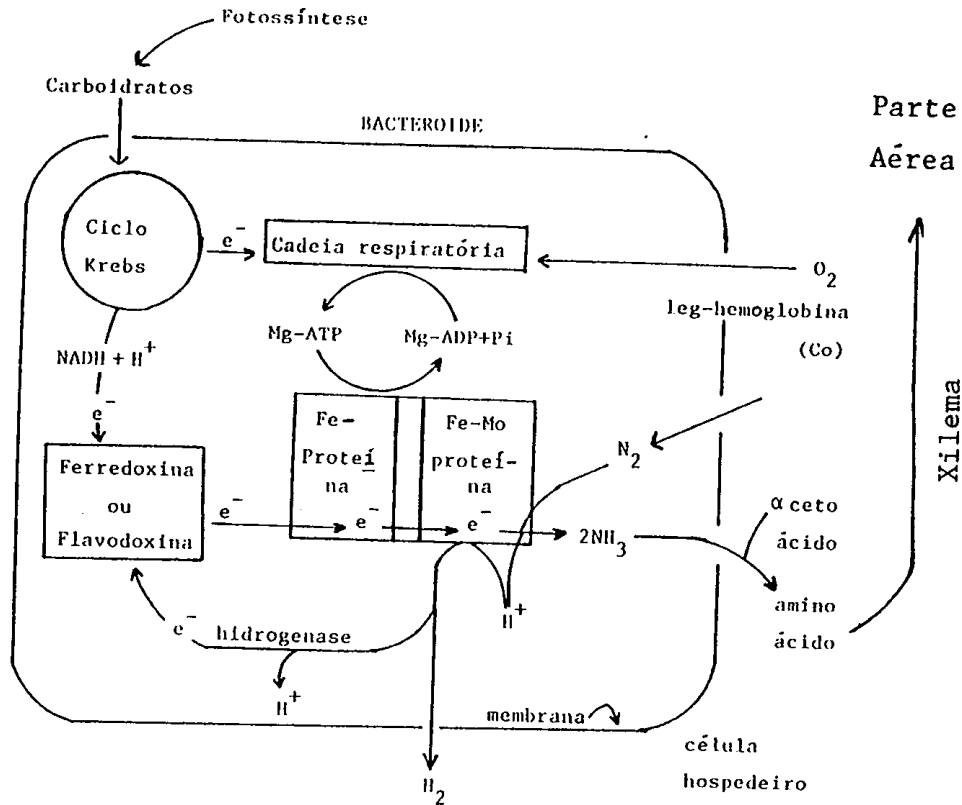 Fotossíntese
Carboidratos
Parte
Aérea
BACTEROIDE
Ciclo
Krebs
e-
Cadeia respiratória
O2
leg-hemoglobina
(Co)
Mg-ATP
Mg-ADP+Pi
NADH + H+
e-
Fe-
Proteí
na
Fe-Mo
proteí-
na
N2
Xilema
Ferredoxina
ou
Flavodoxina
e-
e-
e-
2NH3
α ceto
ácido
amino
ácido
H+
e-
hidrogenase
H+
membrana
célula
hospedeiro
H2